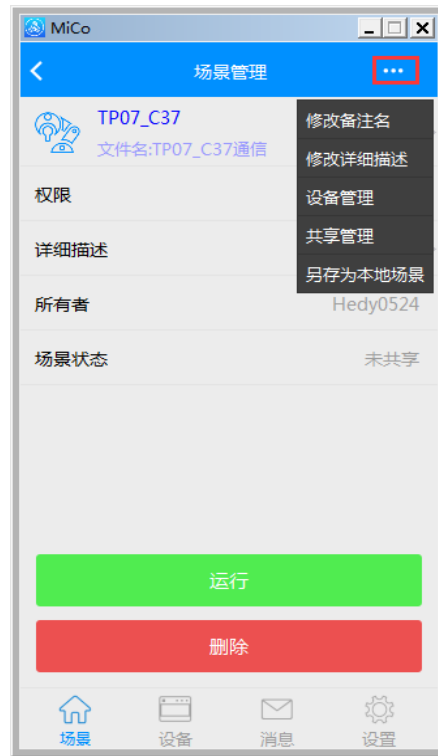 MiCo
场景管理
TP07_C37
文件名:TP07_C37通信
修改备注名
修改详细描述
权限
设备管理
共享管理
详细描述
另存为本地场景
所有者
Hedy0524
场景状态
未共享
运行
删除
场景
设备
消息
设置